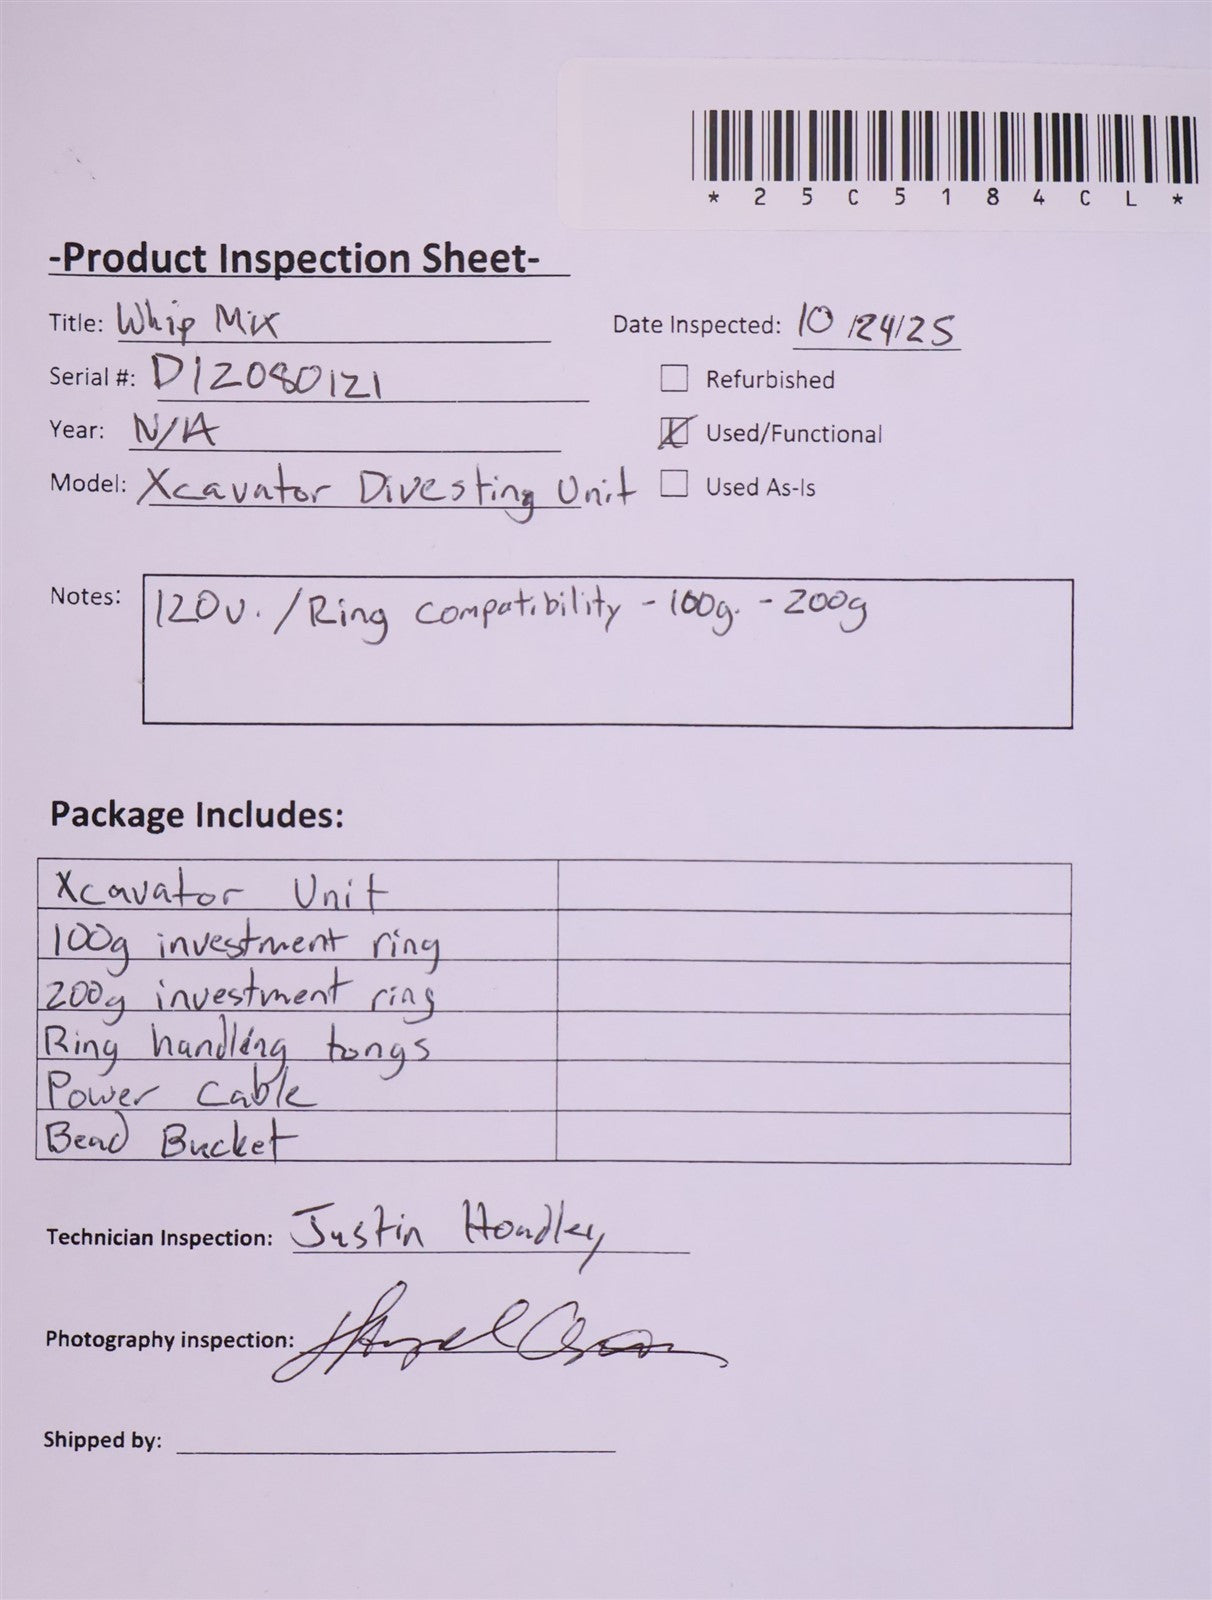 *25C5184CL*
-Product Inspection Sheet-
Title: Whip Mix
Date Inspected: 10/24/25
Serial #: D12080121
Refurbished
Year: N/A
Used/Functional
Model: Xcavator Divesting Unit
Used As-Is
Notes: 120v. / Ring compatibility - 100g. - 200g
Package Includes:
Xcavator Unit
100g investment ring
200g investment ring
Ring handling tongs
Power Cable
Bead Bucket
Technician Inspection: Justin Hoadley
Photography inspection:
Shipped by: